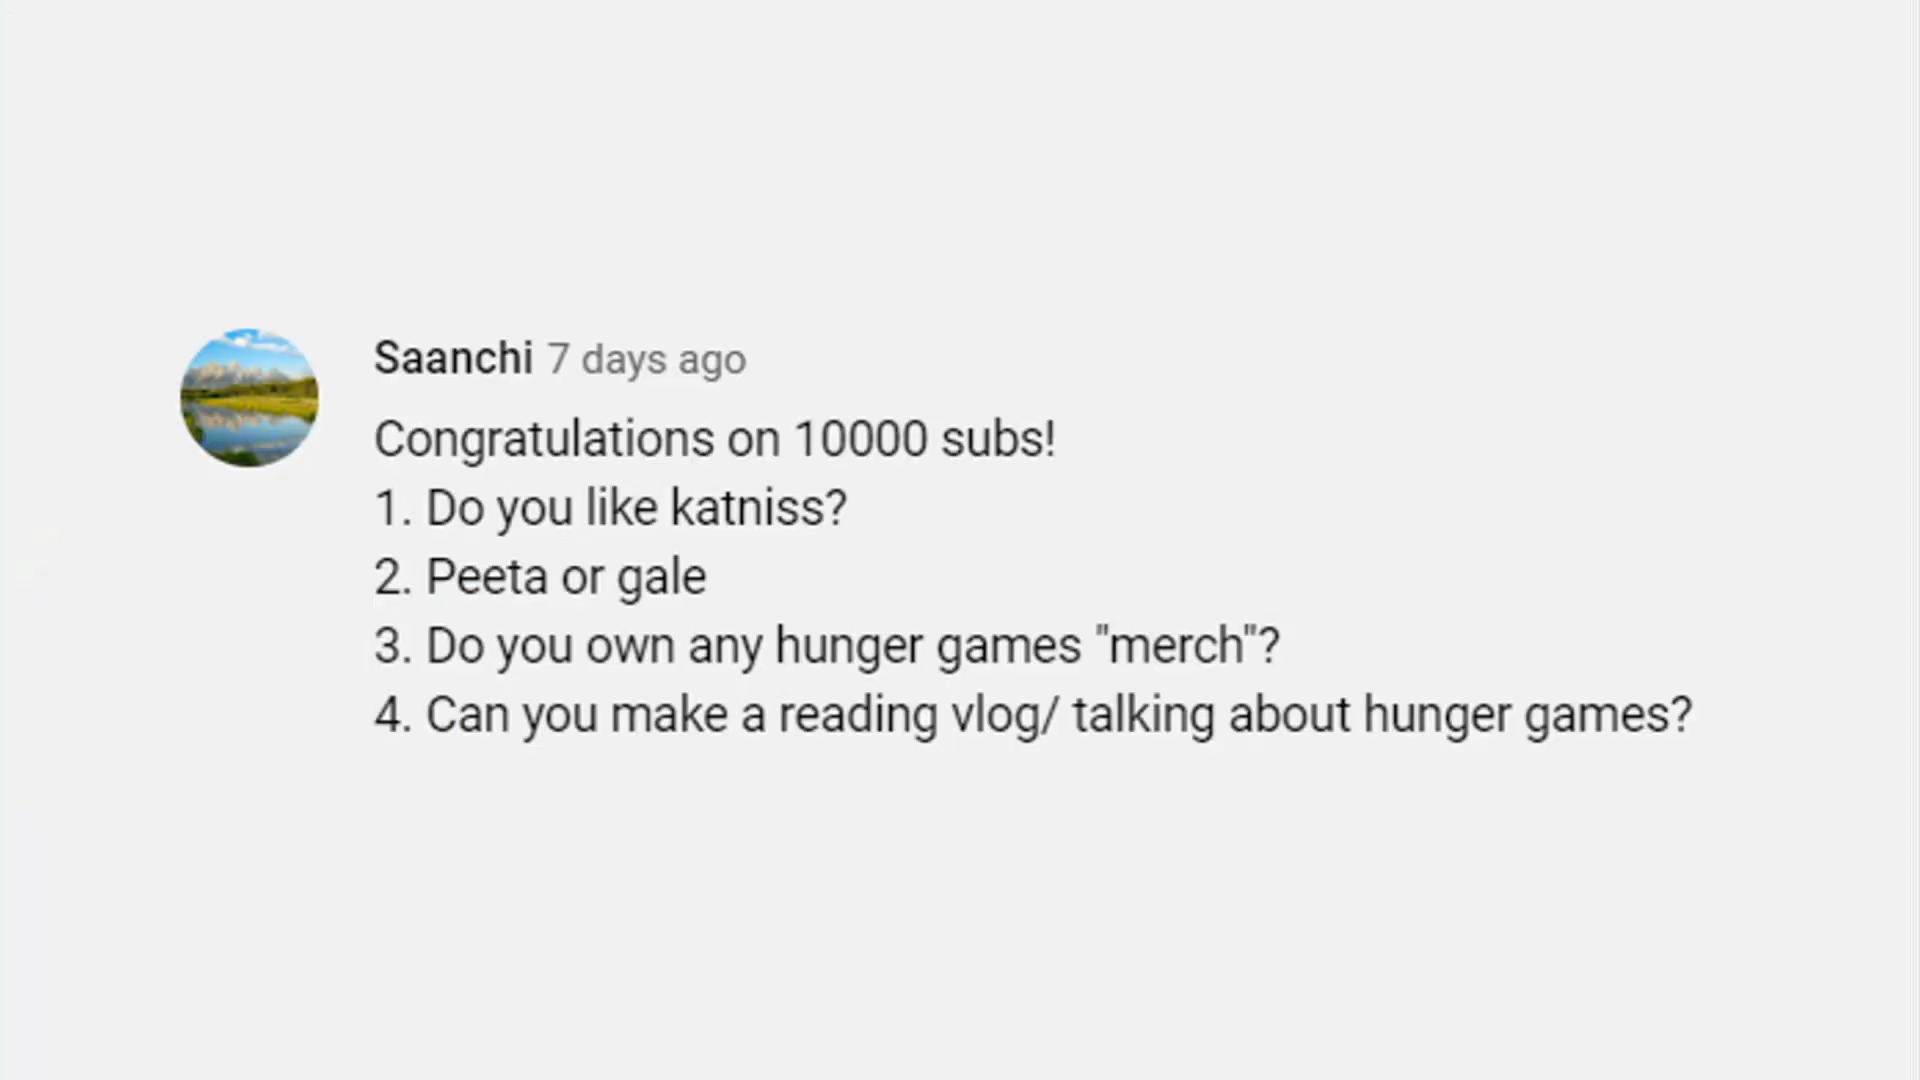 Saanchi 7 days ago
Congratulations on 10000 subs!
1. Do you like katniss?
2. Peeta or gale
3. Do you own any hunger games "merch"?
4. Can you make a reading vlog/ talking about hunger games?